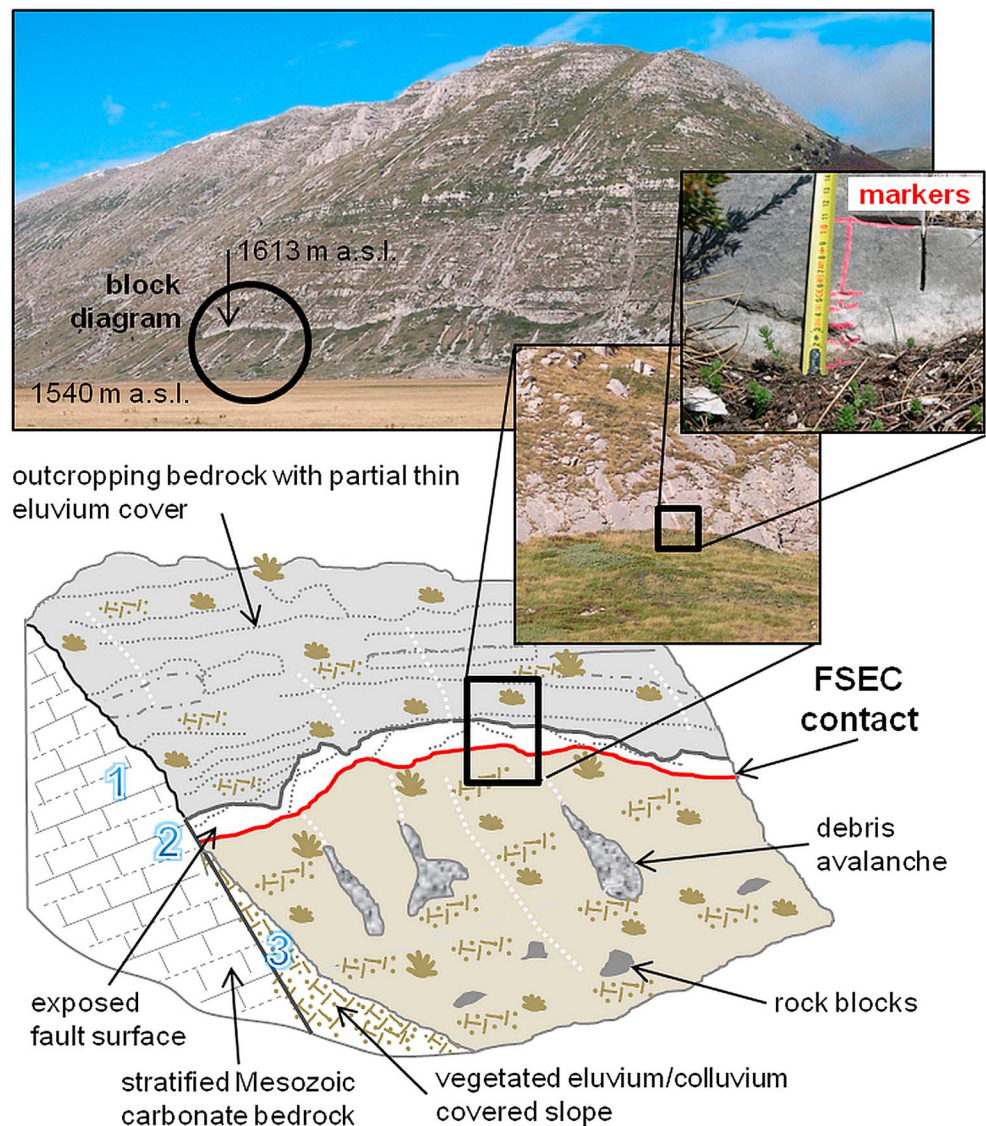 markers
1613 m a.s.l.
block
diagram
1540 m a.s.l.
outcropping bedrock with partial thin
eluvium cover
FSEC
contact
1
2
3
debris
avalanche
exposed
fault surface
rock blocks
stratified Mesozoic
carbonate bedrock
vegetated eluvium/colluvium
covered slope